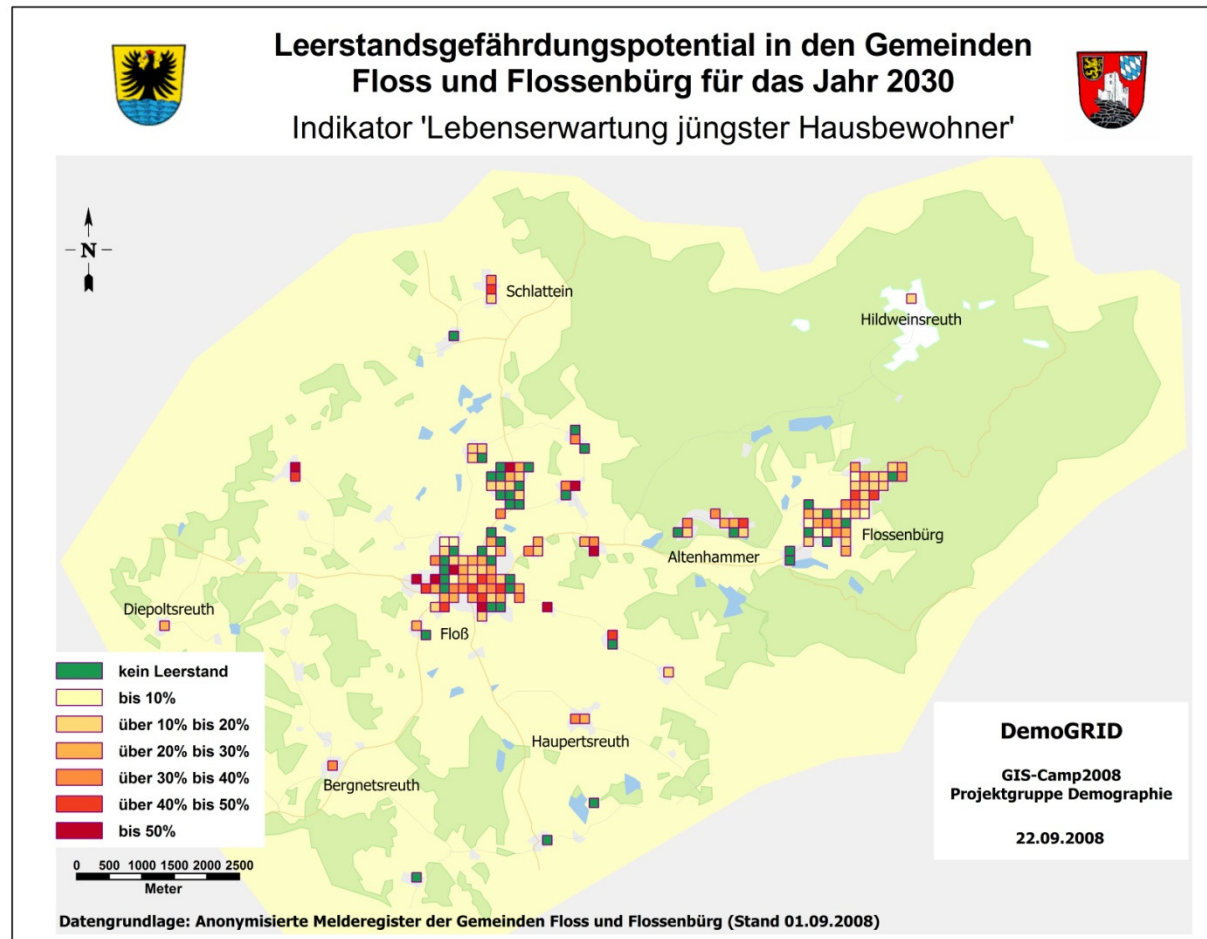 Leerstandsgefährdungspotential in den Gemeinden
Floss und Flossenbürg für das Jahr 2030
Indikator 'Lebenserwartung jüngster Hausbewohner'
N
Schlattein
Hildweinsreuth
Flossenbürg
Altenhammer
Diepoltsreuth
Floß
Haupertsreuth
Bergnetsreuth
kein Leerstand
bis 10%
über 10% bis 20%
über 20% bis 30%
über 30% bis 40%
über 40% bis 50%
bis 50%
0 500 1000 1500 2000 2500
Meter
DemoGRID
GIS-Camp2008
Projektgruppe Demographie
22.09.2008
Datengrundlage: Anonymisierte Melderegister der Gemeinden Floss und Flossenbürg (Stand 01.09.2008)